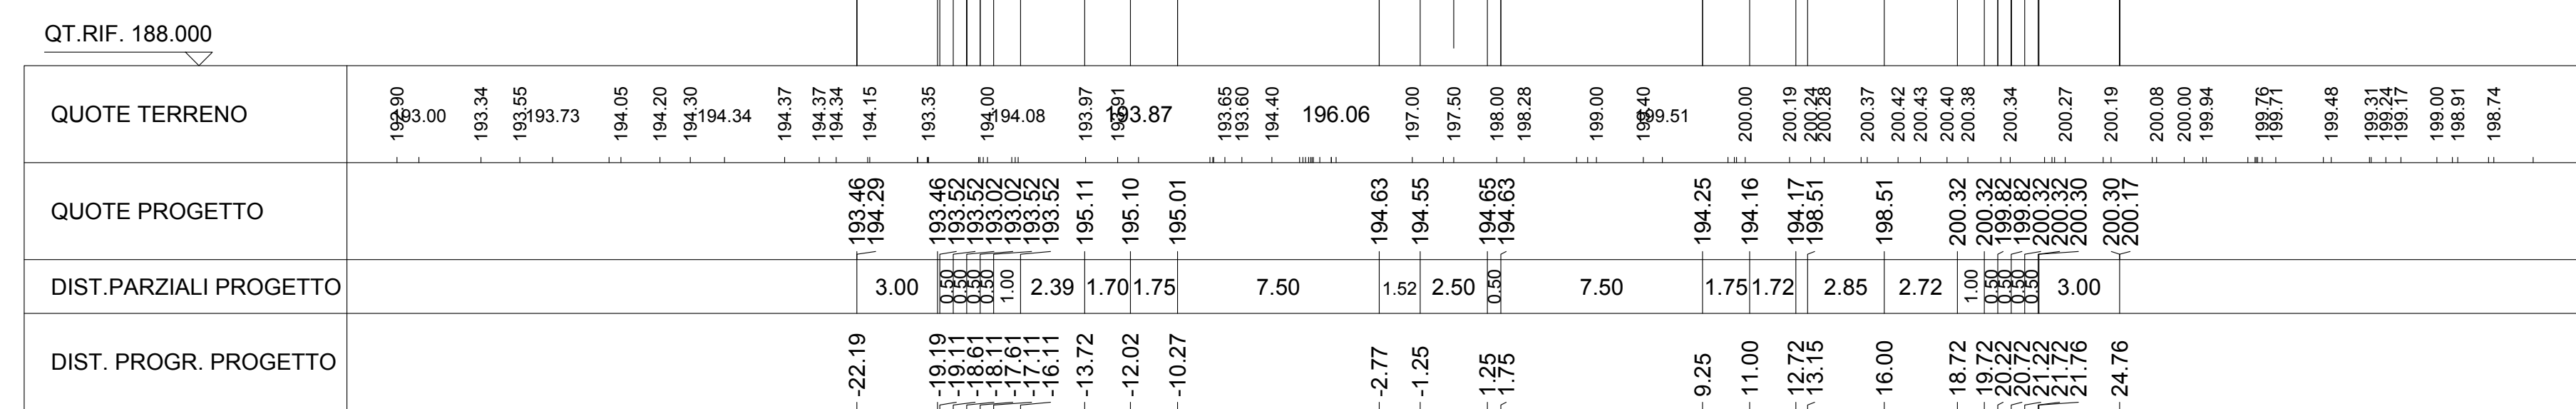 QT.RIF. 188.000
QUOTE TERRENO 193.00 193.34 193.55 193.73 194.05 194.20 194.30 194.34 194.37 194.37 194.34 194.15 193.35 194.00 194.08 193.97 193.87 193.65 193.60 194.40 196.06 197.00 197.50 198.00 198.28 199.00 199.40 199.51 200.00 200.19 200.24 200.28 200.37 200.42 200.43 200.40 200.38 200.34 200.27 200.19 200.08 200.00 199.94 199.76 199.71 199.48 199.31 199.24 199.17 199.00 198.91 198.74
QUOTE PROGETTO 193.46 194.29 193.46 193.52 193.52 193.02 193.02 193.52 193.52 195.11 195.10 195.01 194.63 194.55 194.65 194.63 194.25 194.16 194.17 198.51 198.51 200.32 200.32 199.82 199.82 200.32 200.32 200.30 200.30 200.17
DIST.PARZIALI PROGETTO 3.00 0.50 0.50 0.50 0.50 1.00 2.39 1.70 1.75 7.50 1.52 2.50 0.50 7.50 1.75 1.72 2.85 2.72 1.00 0.50 0.50 0.50 0.50 3.00
DIST. PROGR. PROGETTO -22.19 -19.19 -19.11 -18.61 -18.11 -17.61 -17.11 -16.11 -13.72 -12.02 -10.27 -2.77 -1.25 1.25 1.75 9.25 11.00 12.72 13.15 16.00 18.72 19.72 20.22 20.72 21.22 21.72 21.76 24.76